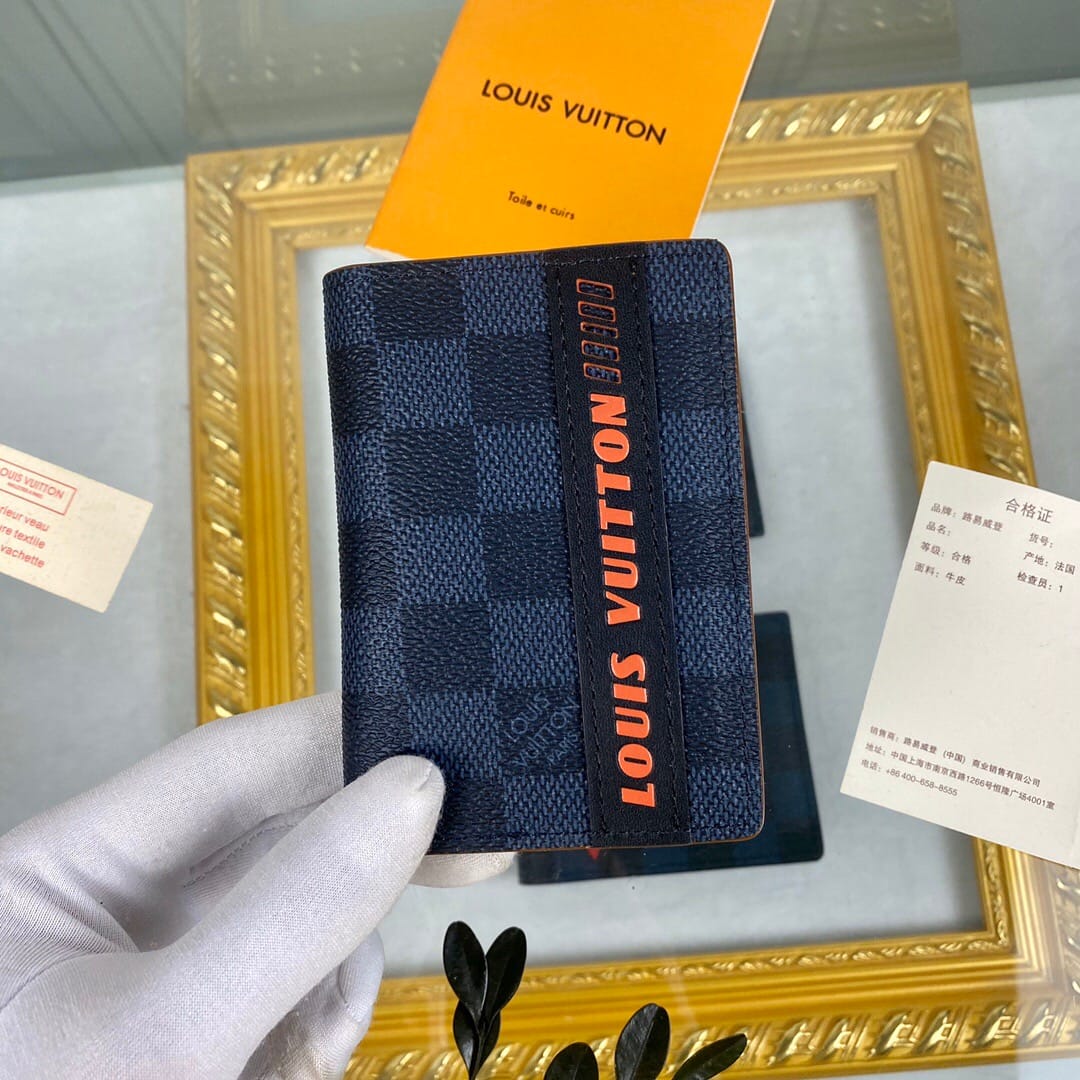 LOUIS VUITTON
Toile et cuirs
LOUIS VUITTON
LOUIS
VUITTON
LOUIS VUITTON
rieur veau
re textile
vachette
合格证
品牌：路易威登
品名：
货号：
等级：合格
产地：法国
面料：牛皮
检查员：1
销售商：路易威登（中国）商业销售有限公司
地址：中国上海市南京西路1266号恒隆广场4001室
电话：+86 400-658-8555